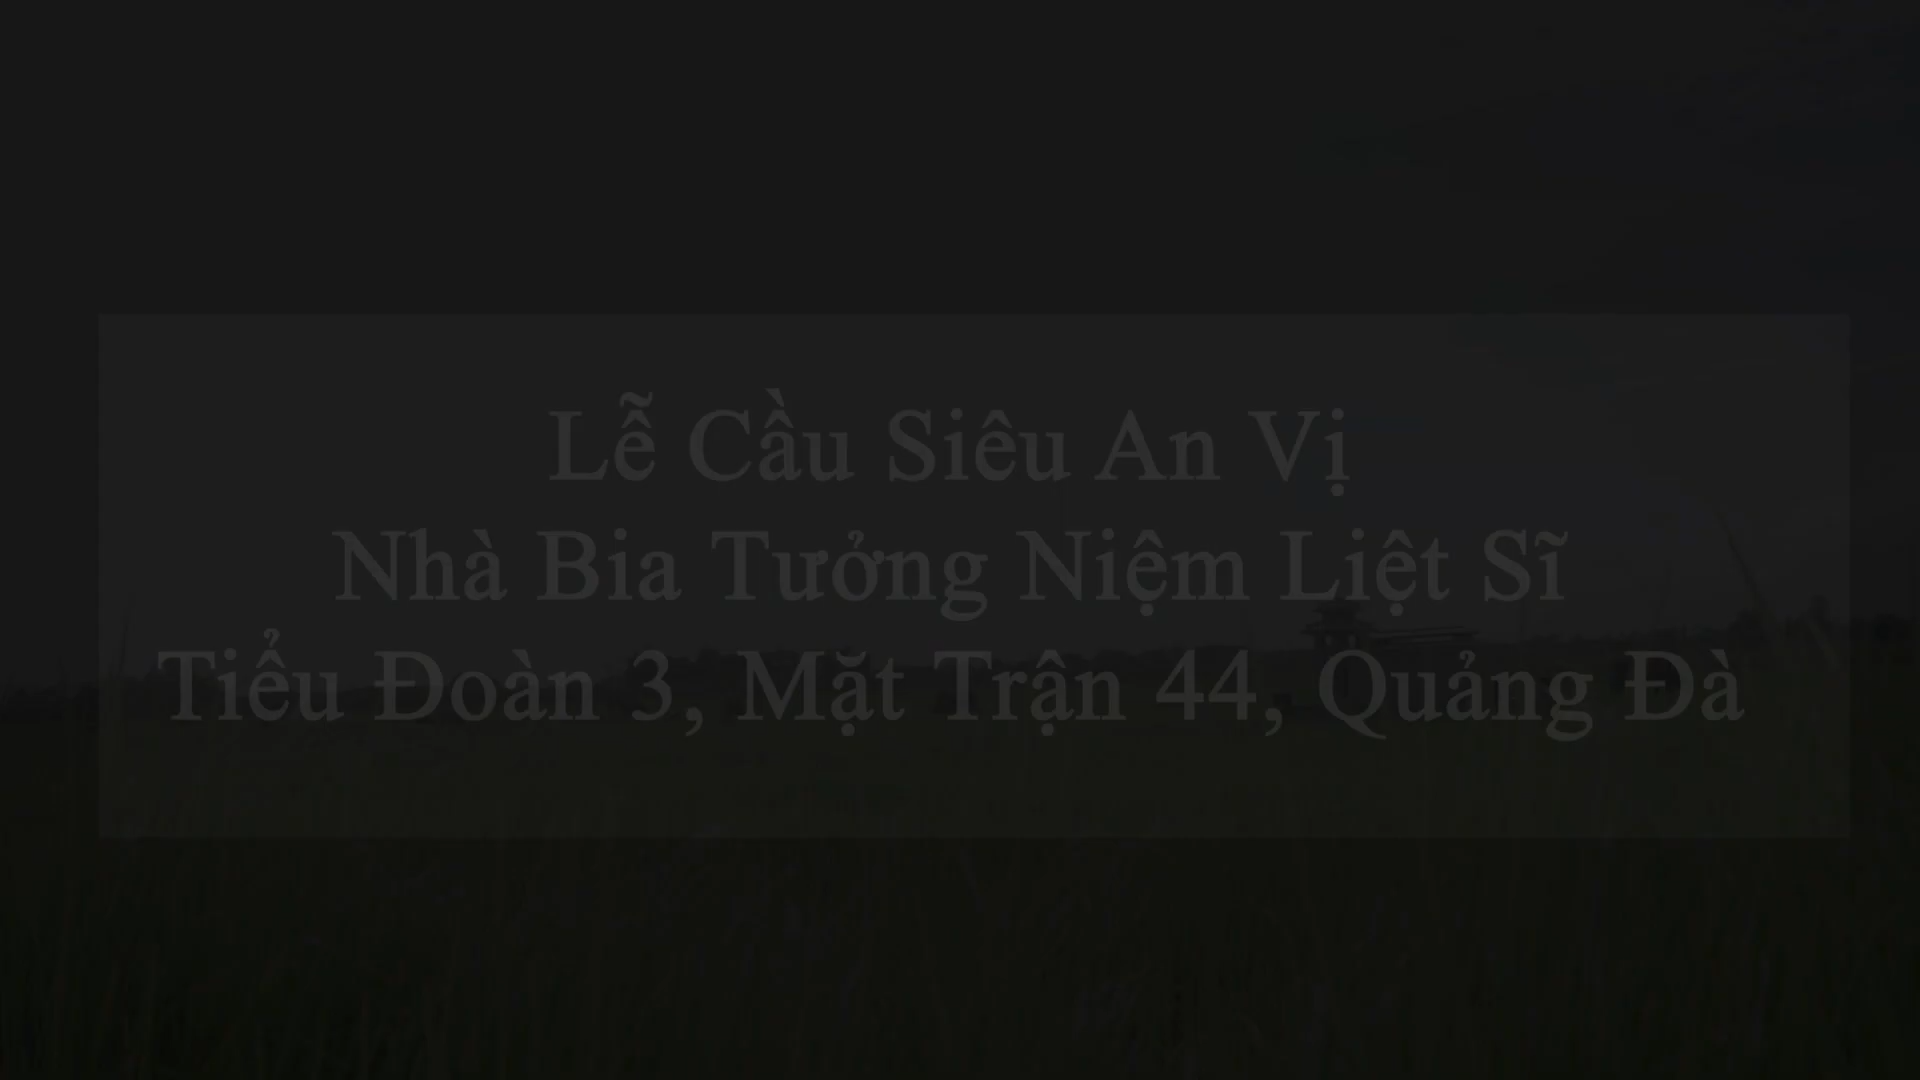 Lễ Cầu Siêu An Vị
Nhà Bia Tưởng Niệm Liệt Sĩ
Tiểu Đoàn 3, Mặt Trận 44, Quảng Đà